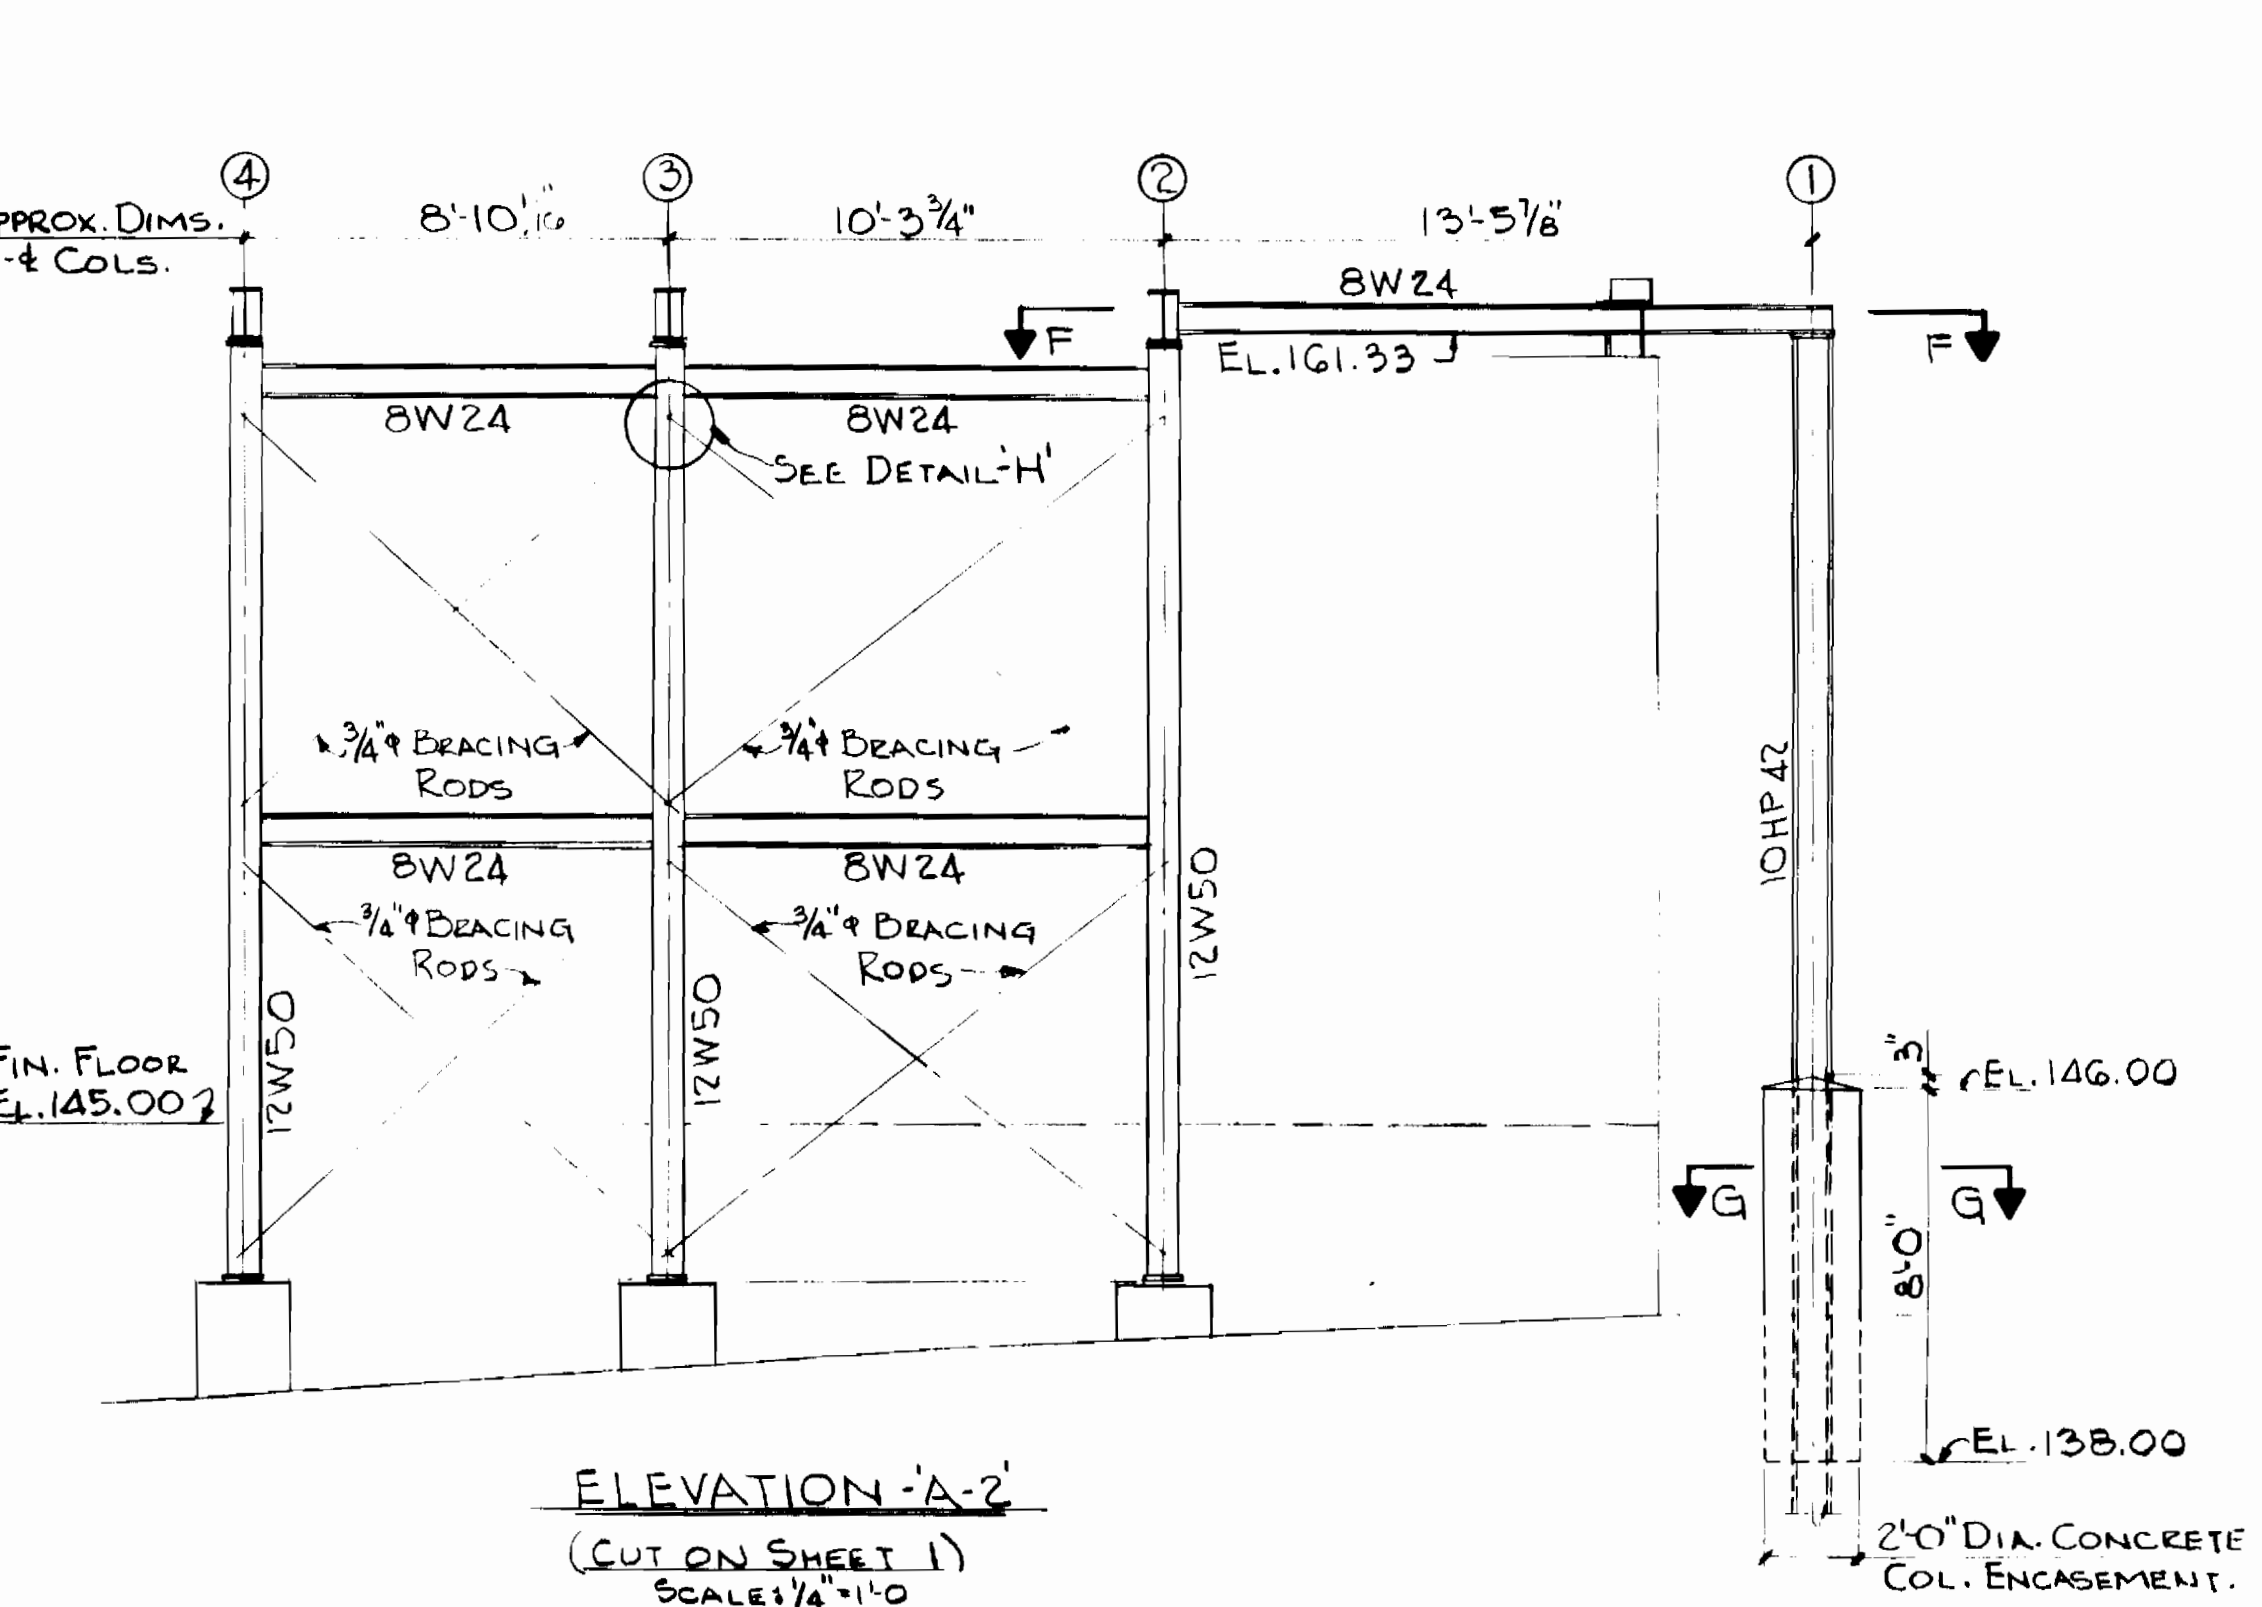 4
3
2
1
PPROX. DIMS.
-℄ COLS.
10'-3 3/4"
13'-5 7/8"
8W24
F
F
EL.161.33
8W24
8W24
SEE DETAIL-'H'
3/4"φ BRACING
RODS
3/4"φ BRACING
RODS
10HP42
8W24
8W24
12W50
3/4"φ BRACING
RODS
3/4"φ BRACING
RODS
12W50
12W50
FIN. FLOOR
EL.145.00
3"
EL.146.00
G
G
8'-0"
EL.138.00
ELEVATION-'A-2'
(CUT ON SHEET 1)
SCALE: 1/4"=1'-0
2'-0" DIA. CONCRETE
COL. ENCASEMENT.